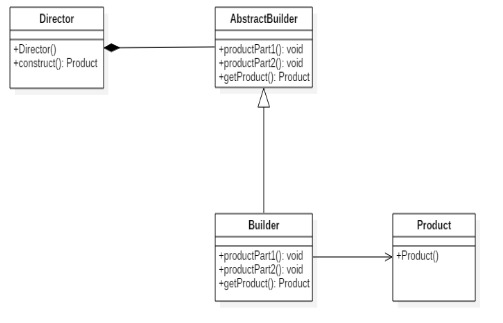 Director
+Director()
+construct(): Product
AbstractBuilder
+productPart1(): void
+productPart2(): void
+getProduct(): Product
Builder
+productPart1(): void
+productPart2(): void
+getProduct(): Product
Product
+Product()